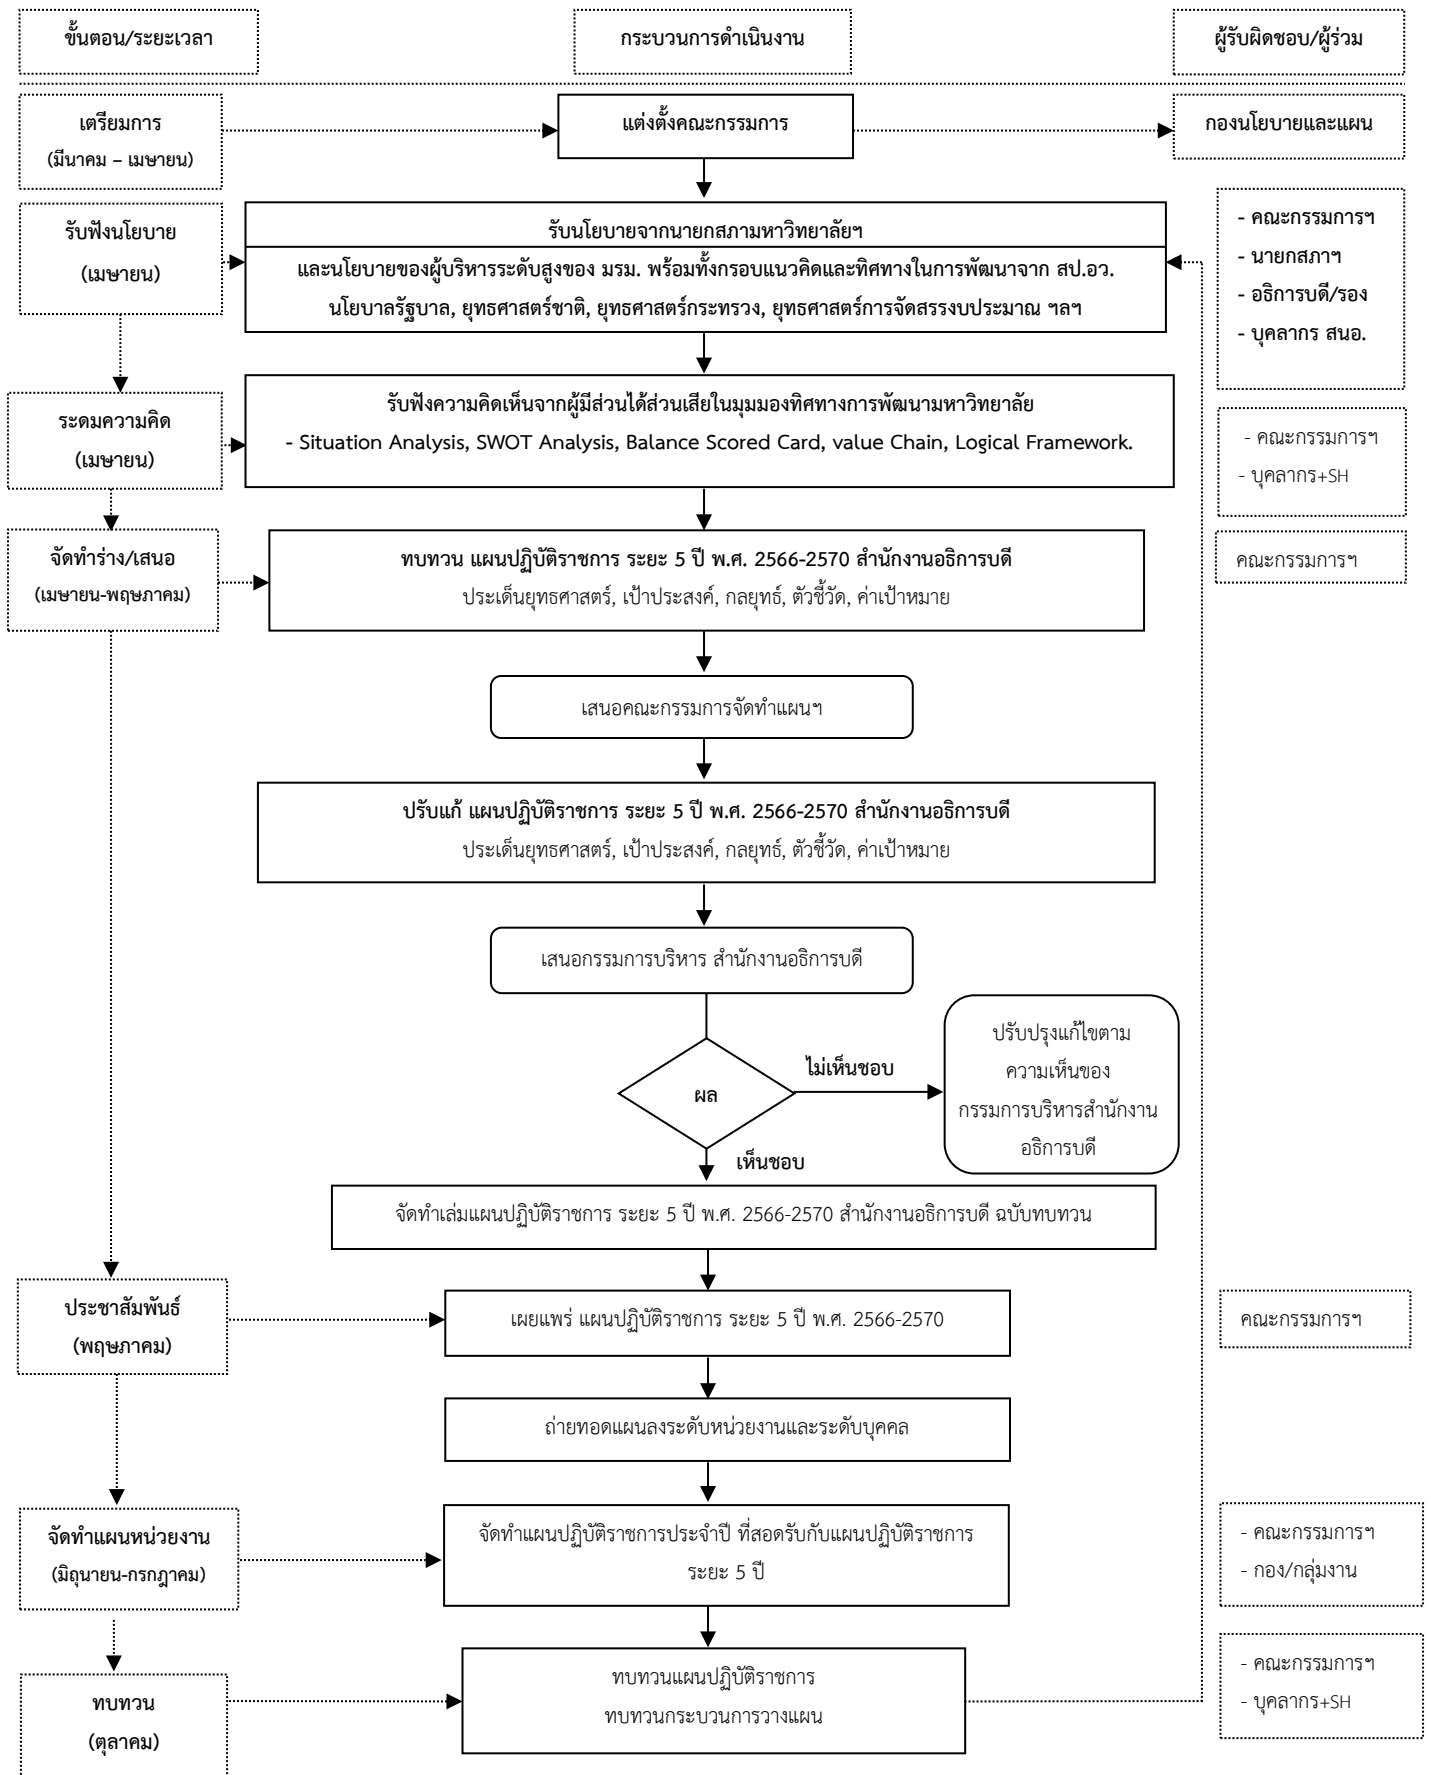 ขั้นตอน/ระยะเวลา
กระบวนการดำเนินงาน
ผู้รับผิดชอบ/ผู้ร่วม
เตรียมการ
(มีนาคม – เมษายน)
แต่งตั้งคณะกรรมการ
กองนโยบายและแผน
รับฟังนโยบาย
(เมษายน)
รับนโยบายจากนายกสภามหาวิทยาลัยฯ
และนโยบายของผู้บริหารระดับสูงของ มรม. พร้อมทั้งกรอบแนวคิดและทิศทางในการพัฒนาจาก สป.อว.
นโยบาลรัฐบาล, ยุทธศาสตร์ชาติ, ยุทธศาสตร์กระทรวง, ยุทธศาสตร์การจัดสรรงบประมาณ ฯลฯ
- คณะกรรมการฯ
- นายกสภาฯ
- อธิการบดี/รอง
- บุคลากร สนอ.
ระดมความคิด
(เมษายน)
รับฟังความคิดเห็นจากผู้มีส่วนได้ส่วนเสียในมุมมองทิศทางการพัฒนามหาวิทยาลัย
- Situation Analysis, SWOT Analysis, Balance Scored Card, value Chain, Logical Framework.
- คณะกรรมการฯ
- บุคลากร+SH
จัดทำร่าง/เสนอ
(เมษายน-พฤษภาคม)
ทบทวน แผนปฏิบัติราชการ ระยะ 5 ปี พ.ศ. 2566-2570 สำนักงานอธิการบดี
ประเด็นยุทธศาสตร์, เป้าประสงค์, กลยุทธ์, ตัวชี้วัด, ค่าเป้าหมาย
คณะกรรมการฯ
เสนอคณะกรรมการจัดทำแผนฯ
ปรับแก้ แผนปฏิบัติราชการ ระยะ 5 ปี พ.ศ. 2566-2570 สำนักงานอธิการบดี
ประเด็นยุทธศาสตร์, เป้าประสงค์, กลยุทธ์, ตัวชี้วัด, ค่าเป้าหมาย
เสนอกรรมการบริหาร สำนักงานอธิการบดี
ผล
ไม่เห็นชอบ
ปรับปรุงแก้ไขตาม
ความเห็นของ
กรรมการบริหารสำนักงาน
อธิการบดี
เห็นชอบ
จัดทำเล่มแผนปฏิบัติราชการ ระยะ 5 ปี พ.ศ. 2566-2570 สำนักงานอธิการบดี ฉบับทบทวน
ประชาสัมพันธ์
(พฤษภาคม)
เผยแพร่ แผนปฏิบัติราชการ ระยะ 5 ปี พ.ศ. 2566-2570
คณะกรรมการฯ
ถ่ายทอดแผนลงระดับหน่วยงานและระดับบุคคล
จัดทำแผนหน่วยงาน
(มิถุนายน-กรกฎาคม)
จัดทำแผนปฏิบัติราชการประจำปี ที่สอดรับกับแผนปฏิบัติราชการ
ระยะ 5 ปี
- คณะกรรมการฯ
- กอง/กลุ่มงาน
ทบทวน
(ตุลาคม)
ทบทวนแผนปฏิบัติราชการ
ทบทวนกระบวนการวางแผน
- คณะกรรมการฯ
- บุคลากร+SH